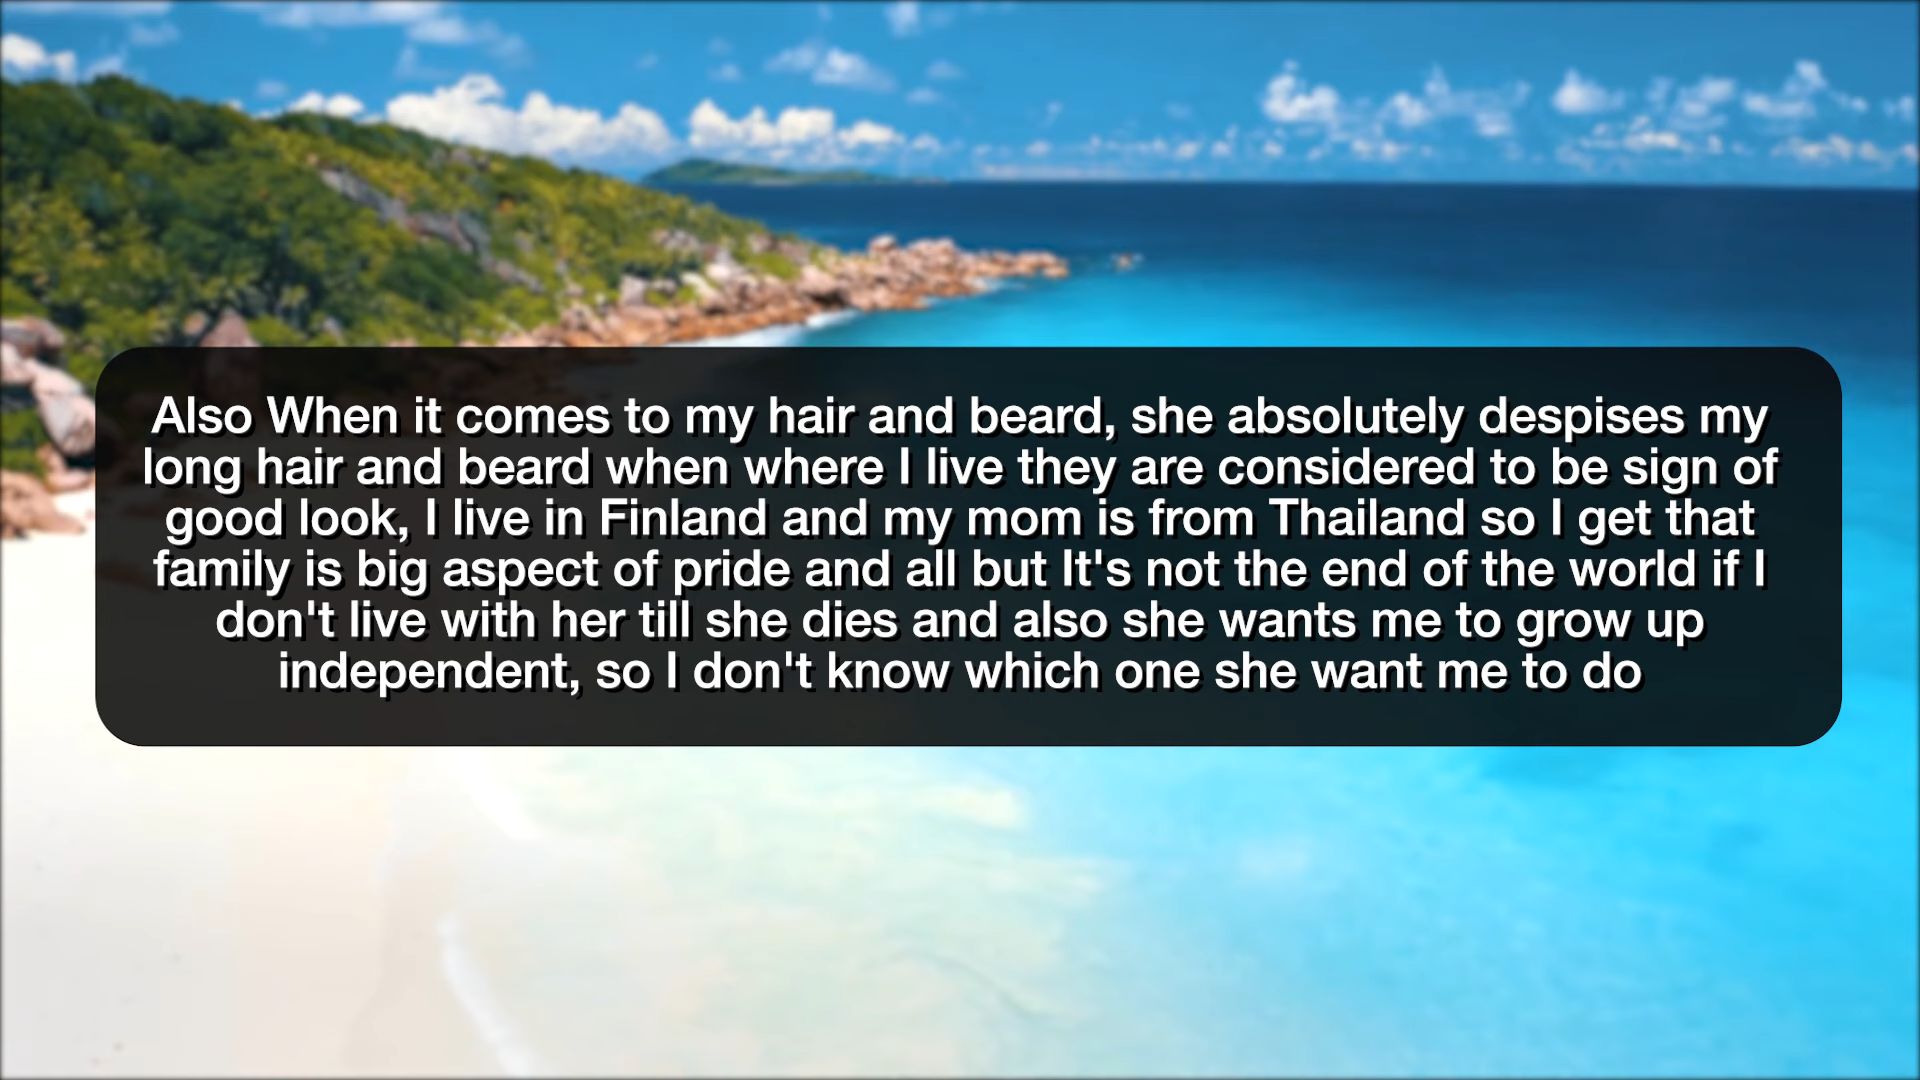 Also When it comes to my hair and beard, she absolutely despises my
long hair and beard when where I live they are considered to be sign of
good look, I live in Finland and my mom is from Thailand so I get that
family is big aspect of pride and all but It's not the end of the world if I
don't live with her till she dies and also she wants me to grow up
independent, so I don't know which one she want me to do